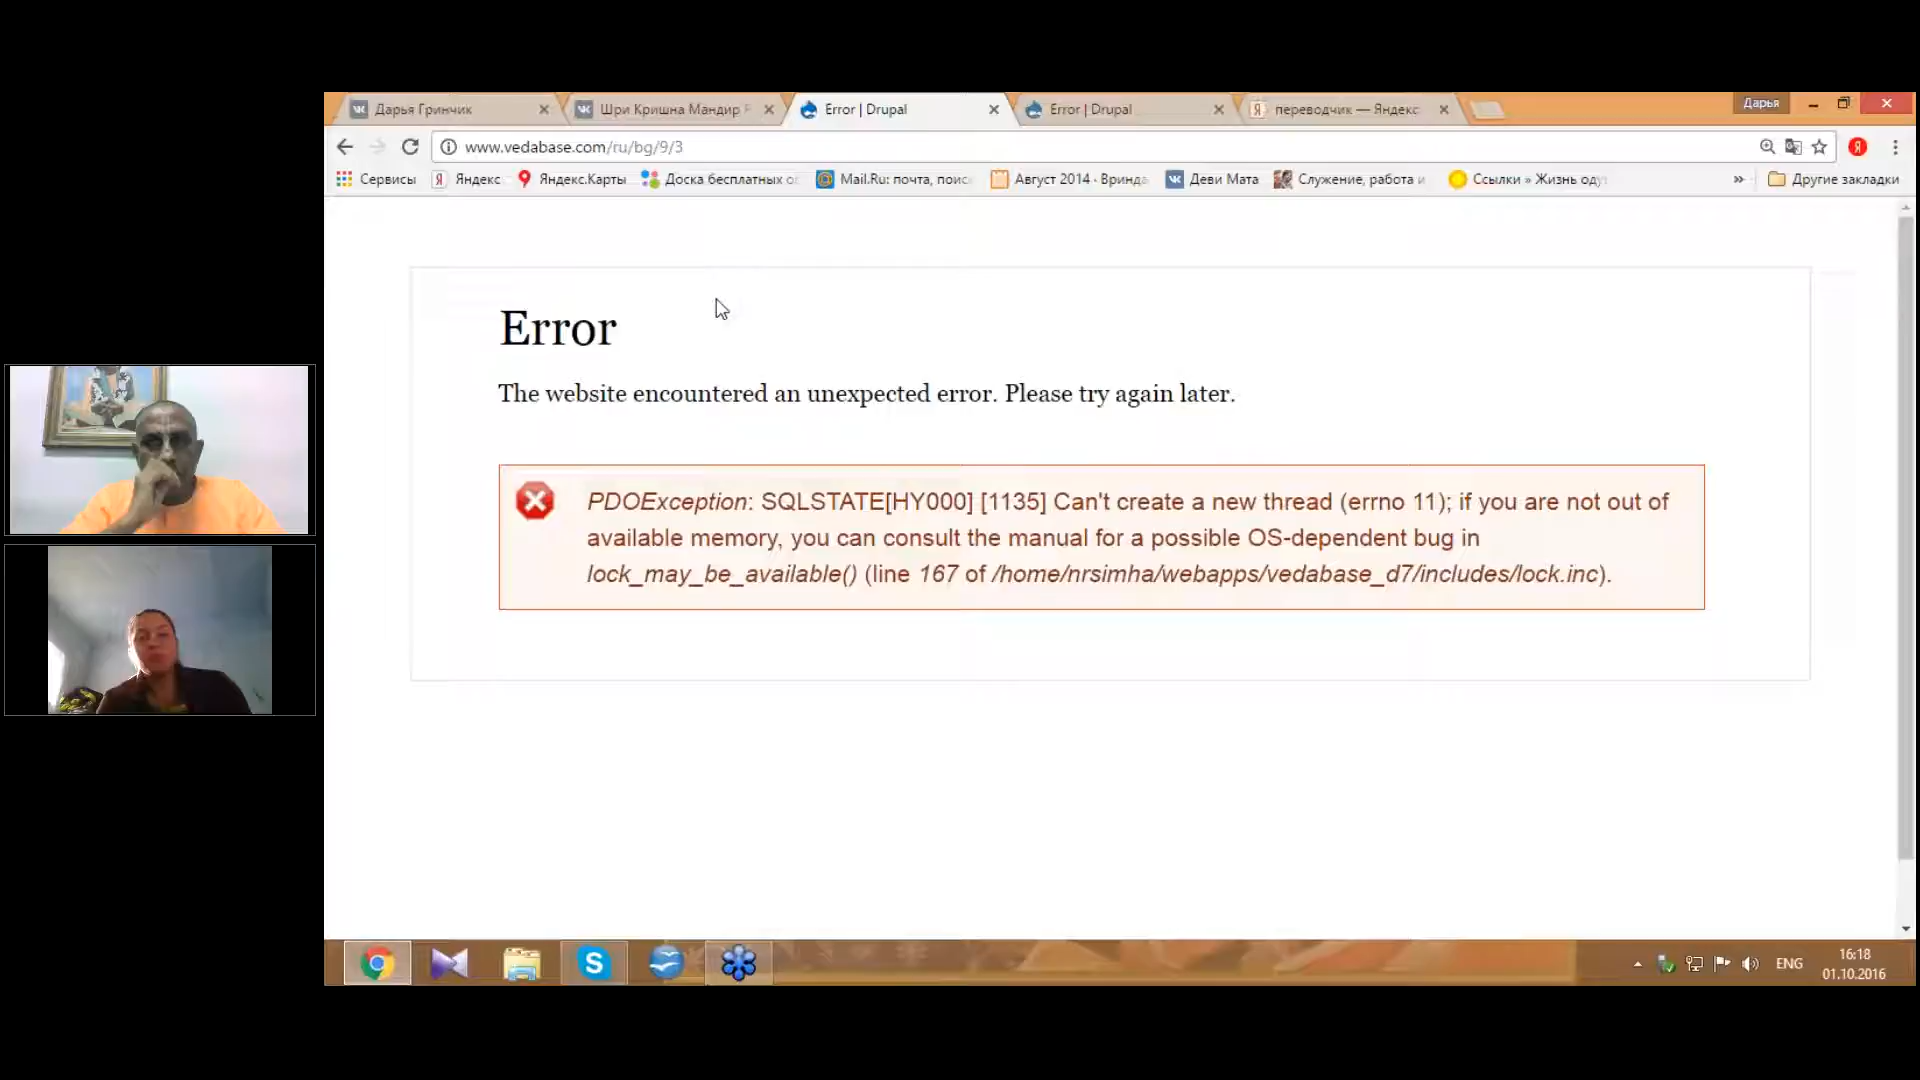 Дарья Гринчик
Шри Кришна Мандир
Error | Drupal
Error | Drupal
переводчик — Яндекс
Дарья
www.vedabase.com/ru/bg/9/3
Сервисы
Яндекс
Яндекс.Карты
Доска бесплатных о
Mail.Ru: почта, поиск
Август 2014 - Вринда
Деви Мата
Служение, работа и
Ссылки » Жизнь оду
»
Другие закладки
Error
The website encountered an unexpected error. Please try again later.
PDOException: SQLSTATE[HY000] [1135] Can't create a new thread (errno 11); if you are not out of
available memory, you can consult the manual for a possible OS-dependent bug in
lock_may_be_available() (line 167 of /home/nrsimha/webapps/vedabase_d7/includes/lock.inc).
ENG
16:18
01.10.2016